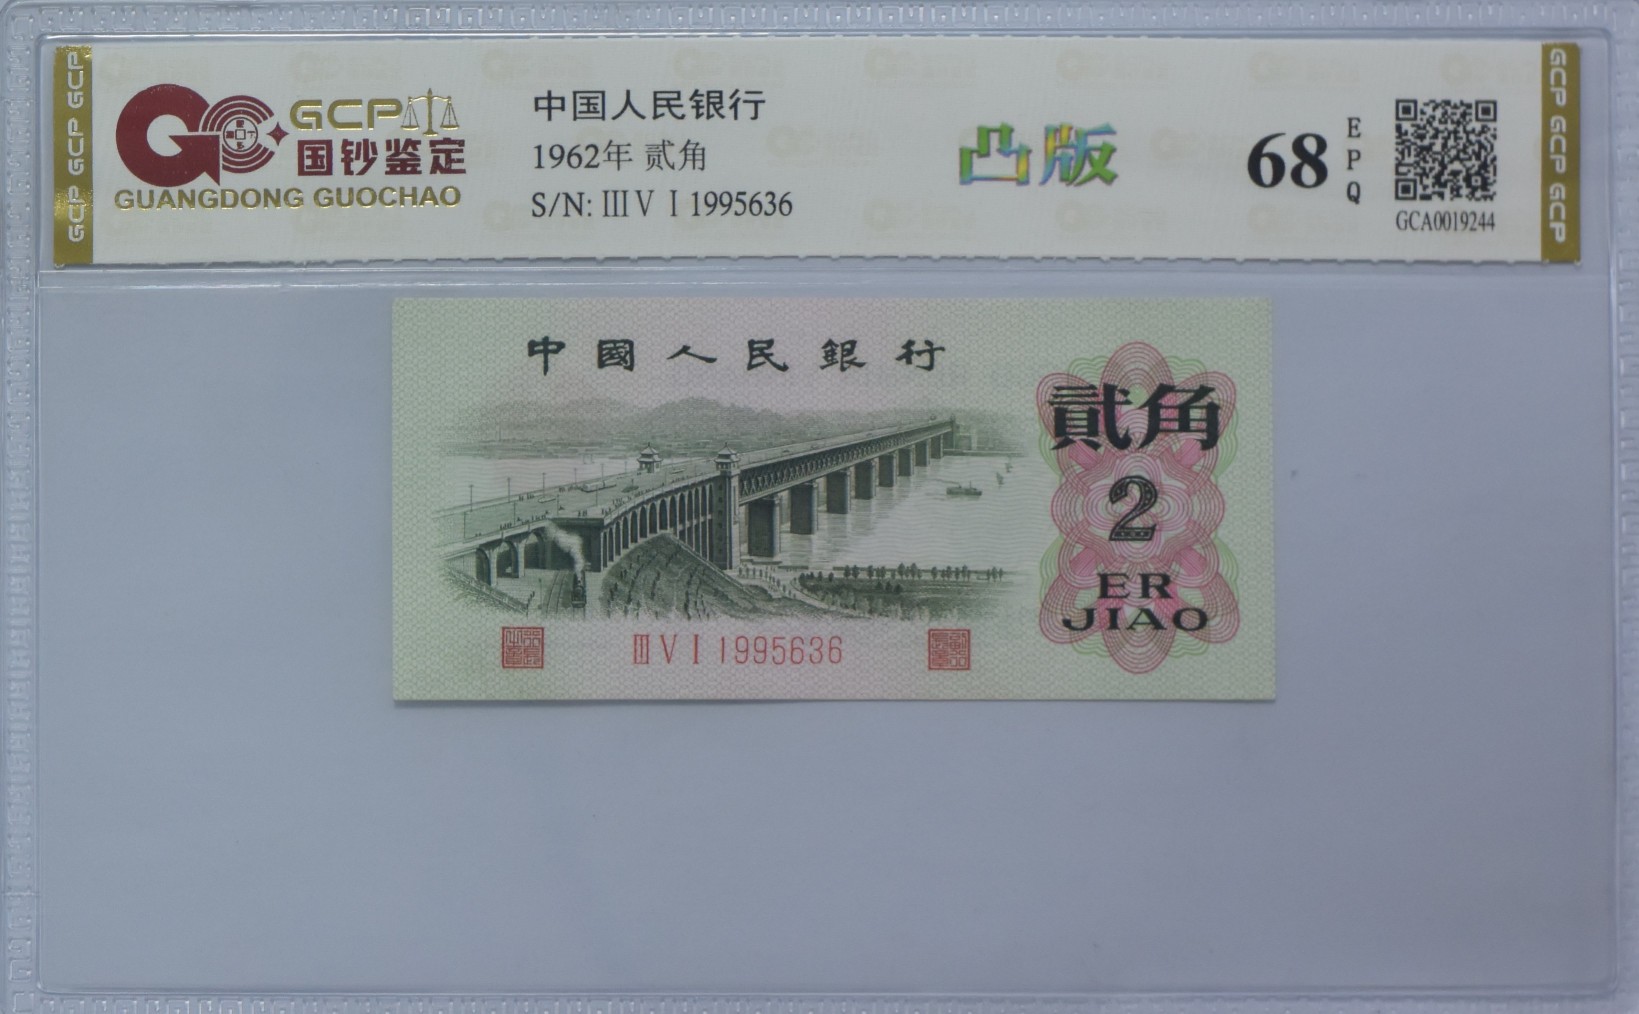 GCP GCP GCP
GCP
国钞鉴定
GUANGDONG GUOCHAO
中国人民银行
1962年 贰角
S/N: III V I 1995636
凸版
68
EPQ
GCA0019244
GCP GCP GCP
中國人民銀行
貳角
2
ER
JIAO
III V I 1995636